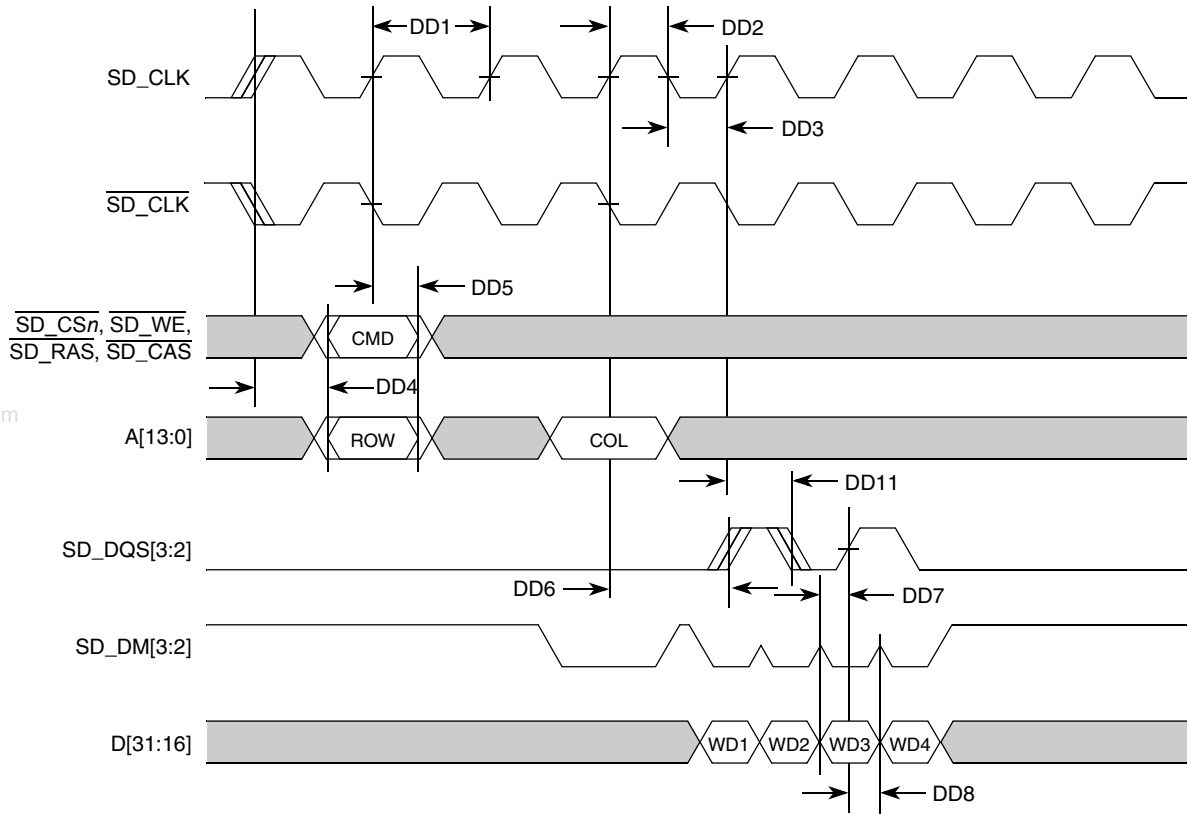 DD1
DD2
SD_CLK
DD3
SD_CLK
DD5
SD_CSn, SD_WE,
SD_RAS, SD_CAS
CMD
DD4
m
A[13:0]
ROW
COL
DD11
SD_DQS[3:2]
DD6
DD7
SD_DM[3:2]
D[31:16]
WD1
WD2
WD3
WD4
DD8